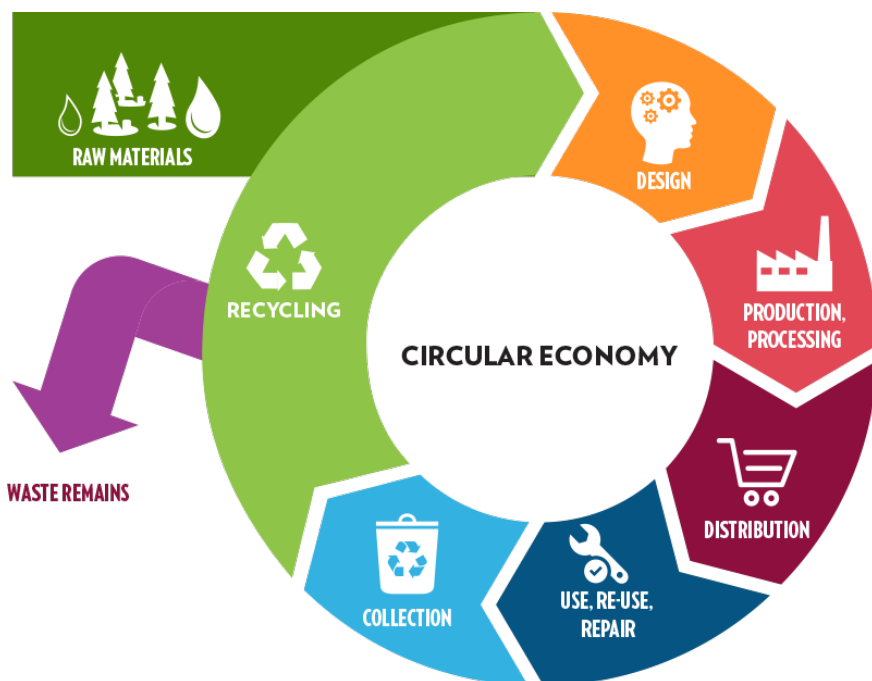 RAW MATERIALS
DESIGN
PRODUCTION,
PROCESSING
DISTRIBUTION
USE, RE-USE,
REPAIR
COLLECTION
RECYCLING
WASTE REMAINS
CIRCULAR ECONOMY